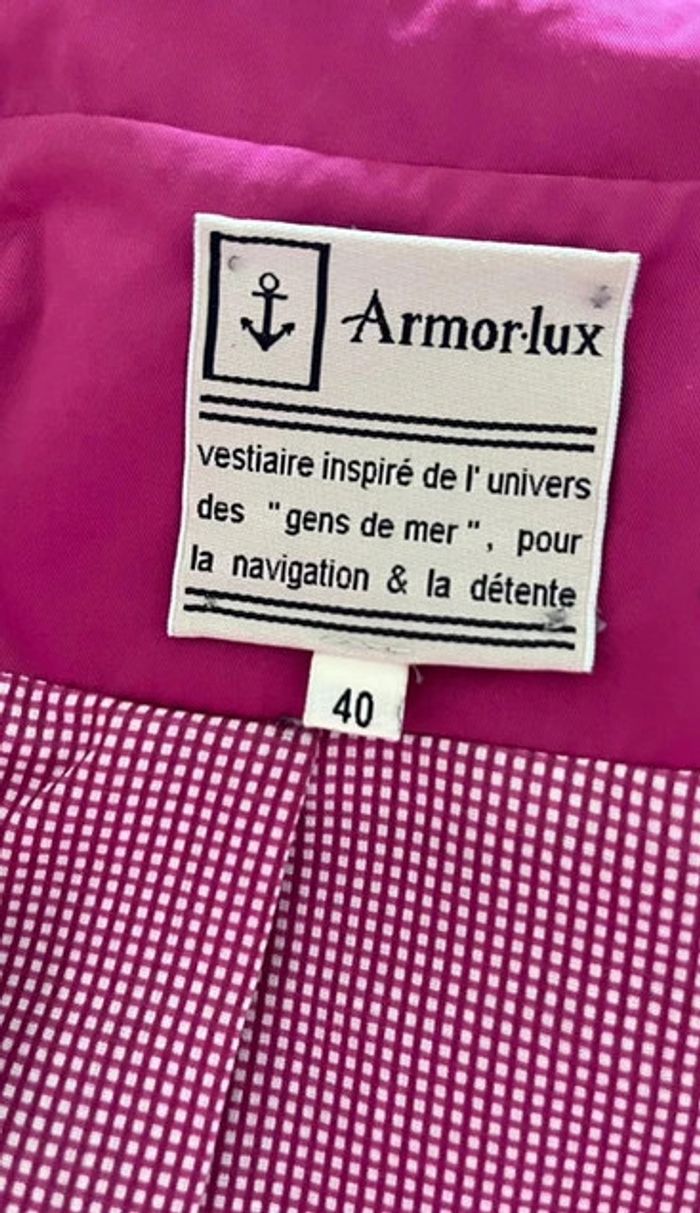 Armor·lux
vestiaire inspiré de l' univers
des "gens de mer", pour
la navigation & la détente
40